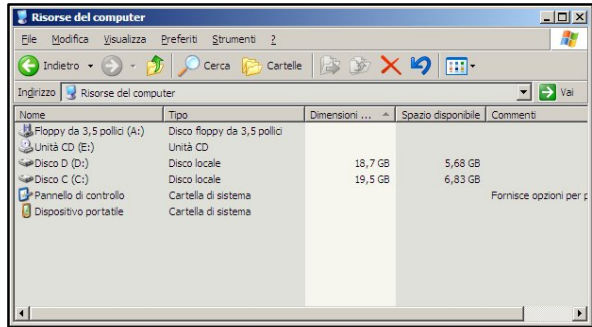 Risorse del computer
File Modifica Visualizza Preferiti Strumenti ?
Indietro Cerca Cartelle
Indirizzo Risorse del computer Vai
Nome Tipo Dimensioni ... Spazio disponibile Commenti
Floppy da 3,5 pollici (A:) Disco floppy da 3,5 pollici
Unità CD (E:) Unità CD
Disco D (D:) Disco locale 18,7 GB 5,68 GB
Disco C (C:) Disco locale 19,5 GB 6,83 GB
Pannello di controllo Cartella di sistema Fornisce opzioni per p
Dispositivo portatile Cartella di sistema